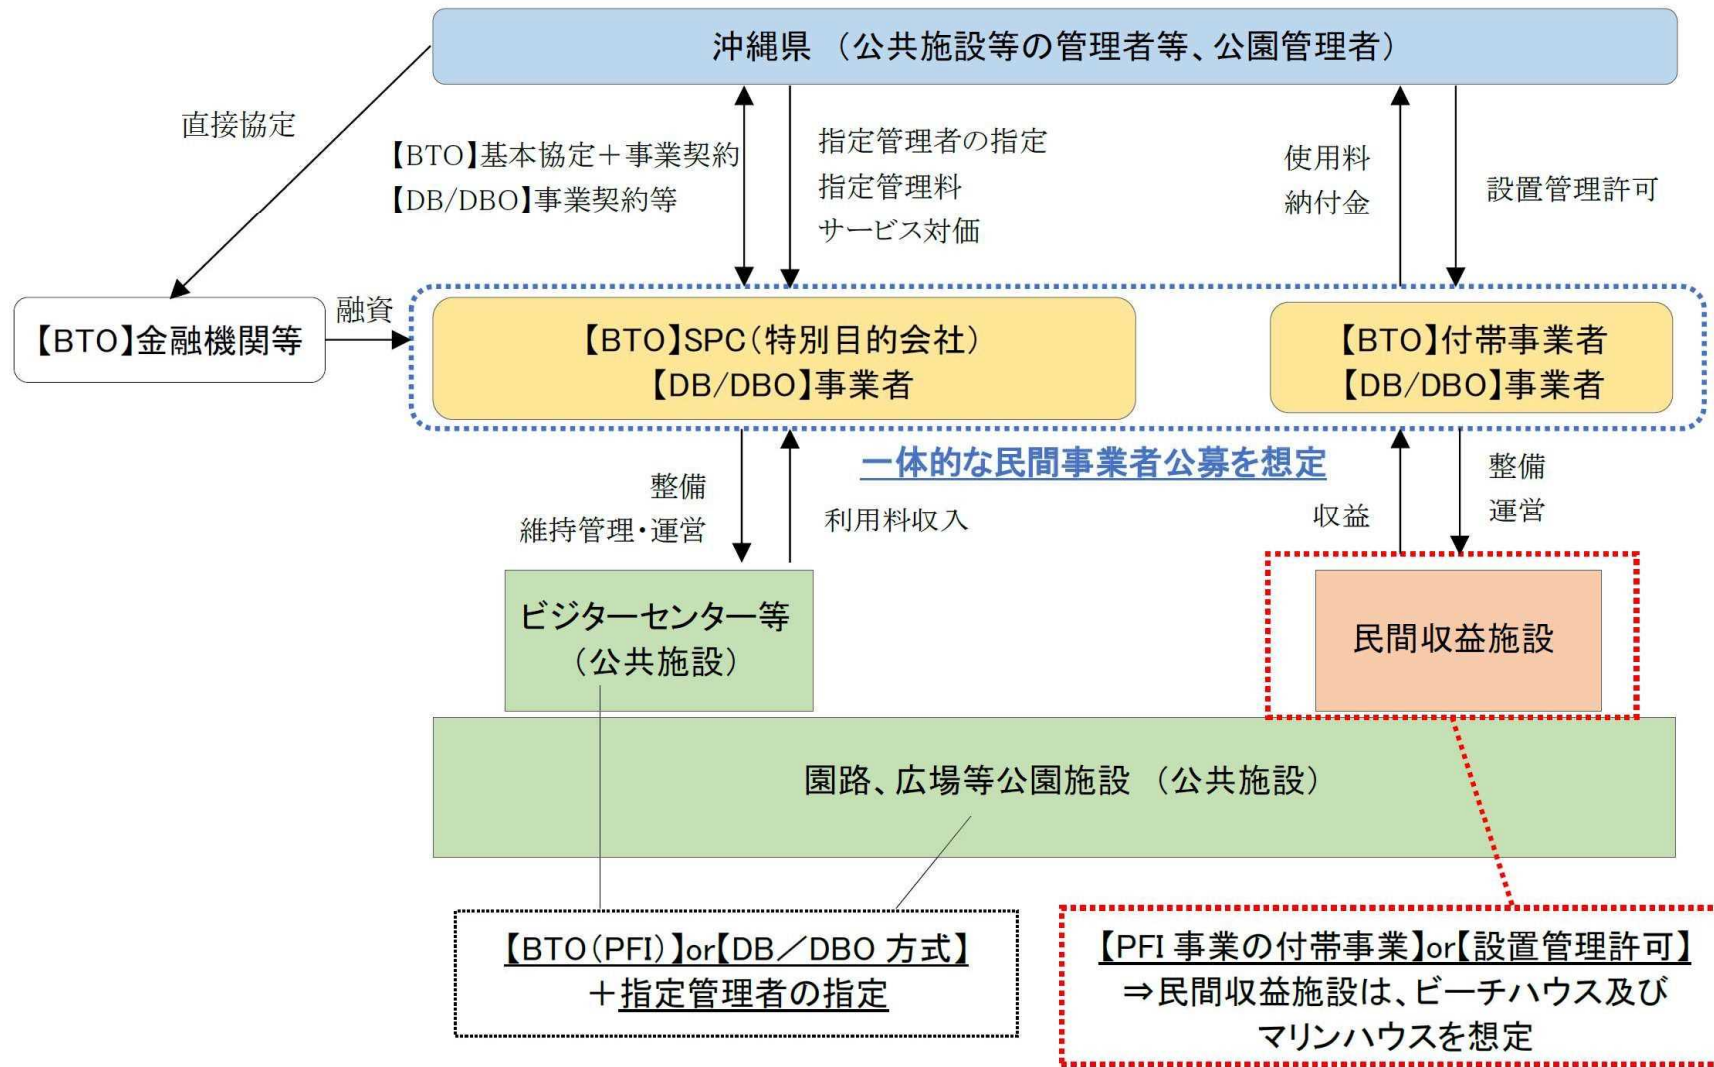 沖縄県 （公共施設等の管理者等、公園管理者）
直接協定
【BTO】基本協定＋事業契約
【DB/DBO】事業契約等
指定管理者の指定
指定管理料
サービス対価
使用料
納付金
設置管理許可
【BTO】金融機関等
融資
【BTO】SPC（特別目的会社）
【DB/DBO】事業者
【BTO】付帯事業者
【DB/DBO】事業者
一体的な民間事業者公募を想定
整備
維持管理・運営
利用料収入
収益
整備
運営
ビジターセンター等
（公共施設）
民間収益施設
園路、広場等公園施設 （公共施設）
【BTO（PFI）】or【DB／DBO 方式】
＋指定管理者の指定
【PFI 事業の付帯事業】or【設置管理許可】
⇒民間収益施設は、ビーチハウス及び
マリンハウスを想定